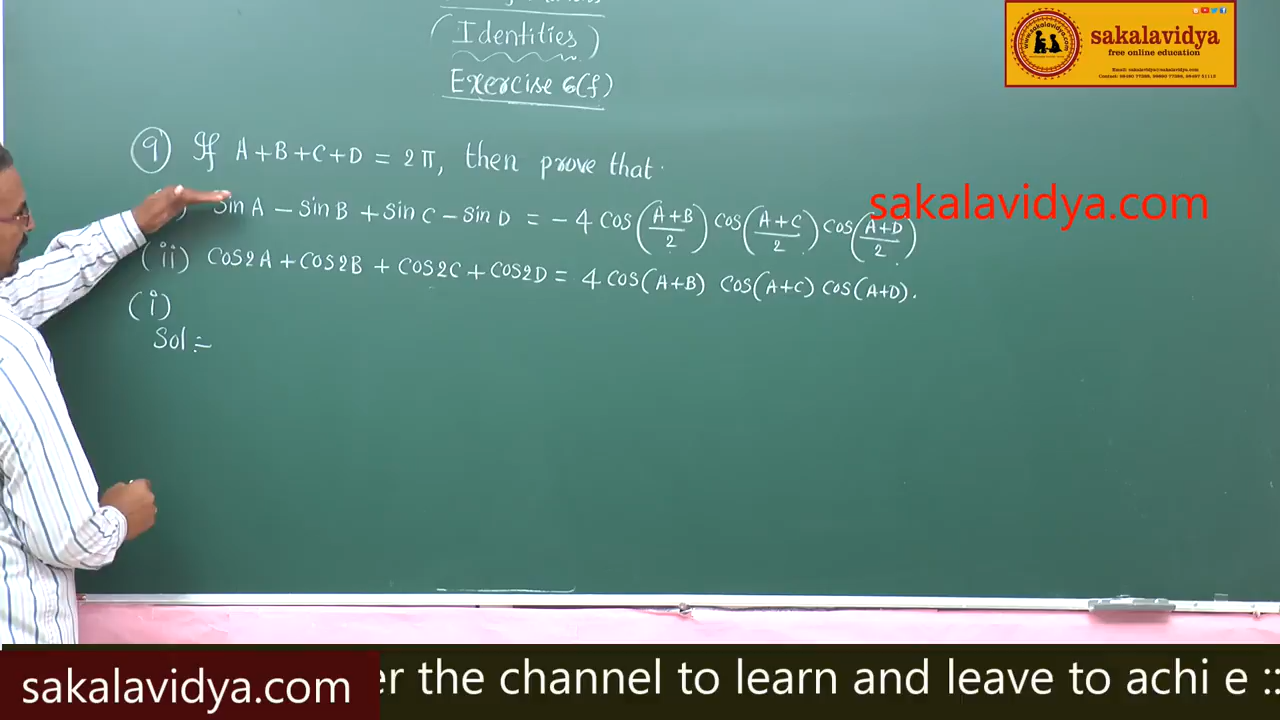 (Identities)
Exercise 6(f)
(9) If A+B+C+D = 2π, then prove that
) Sin A – Sin B + Sin C – Sin D = –4 Cos((A+B)/2) Cos((A+C)/2) Cos((A+D)/2)
(ii) Cos2A + Cos2B + Cos2C + Cos2D = 4 Cos(A+B) Cos(A+C) Cos(A+D).
(i)
Sol :-
sakalavidya
free online education
sakalavidya.com
sakalavidya.com
er the channel to learn and leave to achi e ::